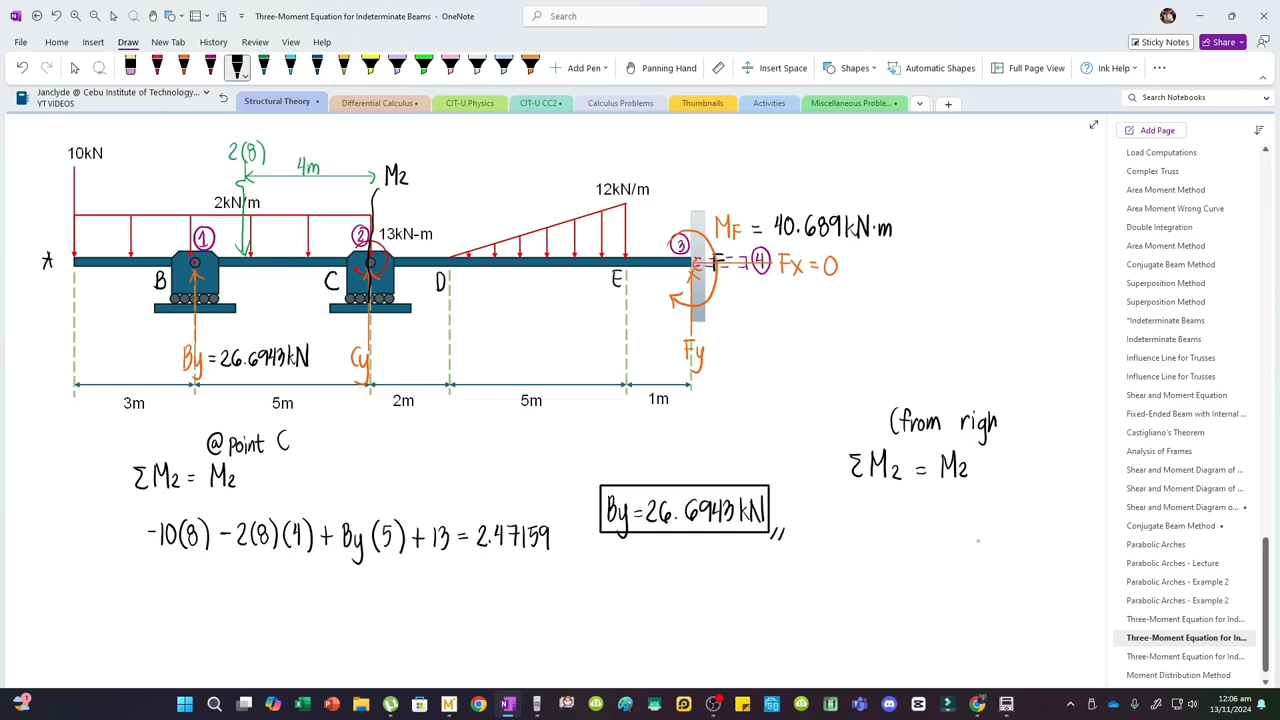 Three-Moment Equation for Indeterminate Beams - OneNote
Search
File Home Insert Draw New Tab History Review View Help
Sticky Notes Share
Add Pen Panning Hand Insert Space Shapes Automatic Shapes Full Page View Ink Help
Janclyde @ Cebu Institute of Technology...
YT VIDEOS
Structural Theory Differential Calculus CIT-U Physics CIT-U CC2 Calculus Problems Thumbnails Activities Miscellaneous Proble...
Search Notebooks
Add Page
Load Computations
Complex Truss
Area Moment Method
Area Moment Wrong Curve
Double Integration
Area Moment Method
Conjugate Beam Method
Superposition Method
Superposition Method
*Indeterminate Beams
Indeterminate Beams
Influence Line for Trusses
Influence Line for Trusses
Shear and Moment Equation
Fixed-Ended Beam with Internal ...
Castigliano's Theorem
Analysis of Frames
Shear and Moment Diagram of ...
Shear and Moment Diagram of ...
Shear and Moment Diagram o...
Conjugate Beam Method
Parabolic Arches
Parabolic Arches - Lecture
Parabolic Arches - Example 2
Parabolic Arches - Example 2
Three-Moment Equation for Ind...
Three-Moment Equation for In...
Three-Moment Equation for Ind...
Moment Distribution Method
10kN
2(8)
4m
M2
2kN/m
12kN/m
1
2
13kN-m
3
MF = 40.689kN·m
A
B
C
D
E
F
4
Fx = 0
By = 26.6943kN
Cy
Fy
3m
5m
2m
5m
1m
@ point C
ΣM2 = M2
-10(8) - 2(8)(4) + By(5) + 13 = 2.47159
By = 26.6943 kN
(from righ
ΣM2 = M2
1
12:06 am
13/11/2024